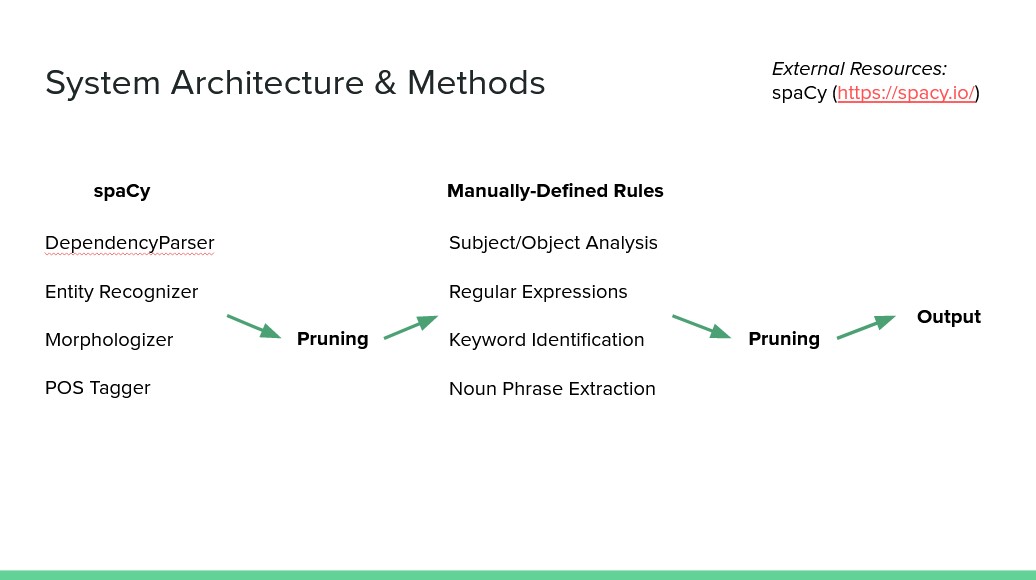 System Architecture & Methods
External Resources:
spaCy (https://spacy.io/)
spaCy
DependencyParser
Entity Recognizer
Morphologizer
POS Tagger
Pruning
Manually-Defined Rules
Subject/Object Analysis
Regular Expressions
Keyword Identification
Noun Phrase Extraction
Pruning
Output